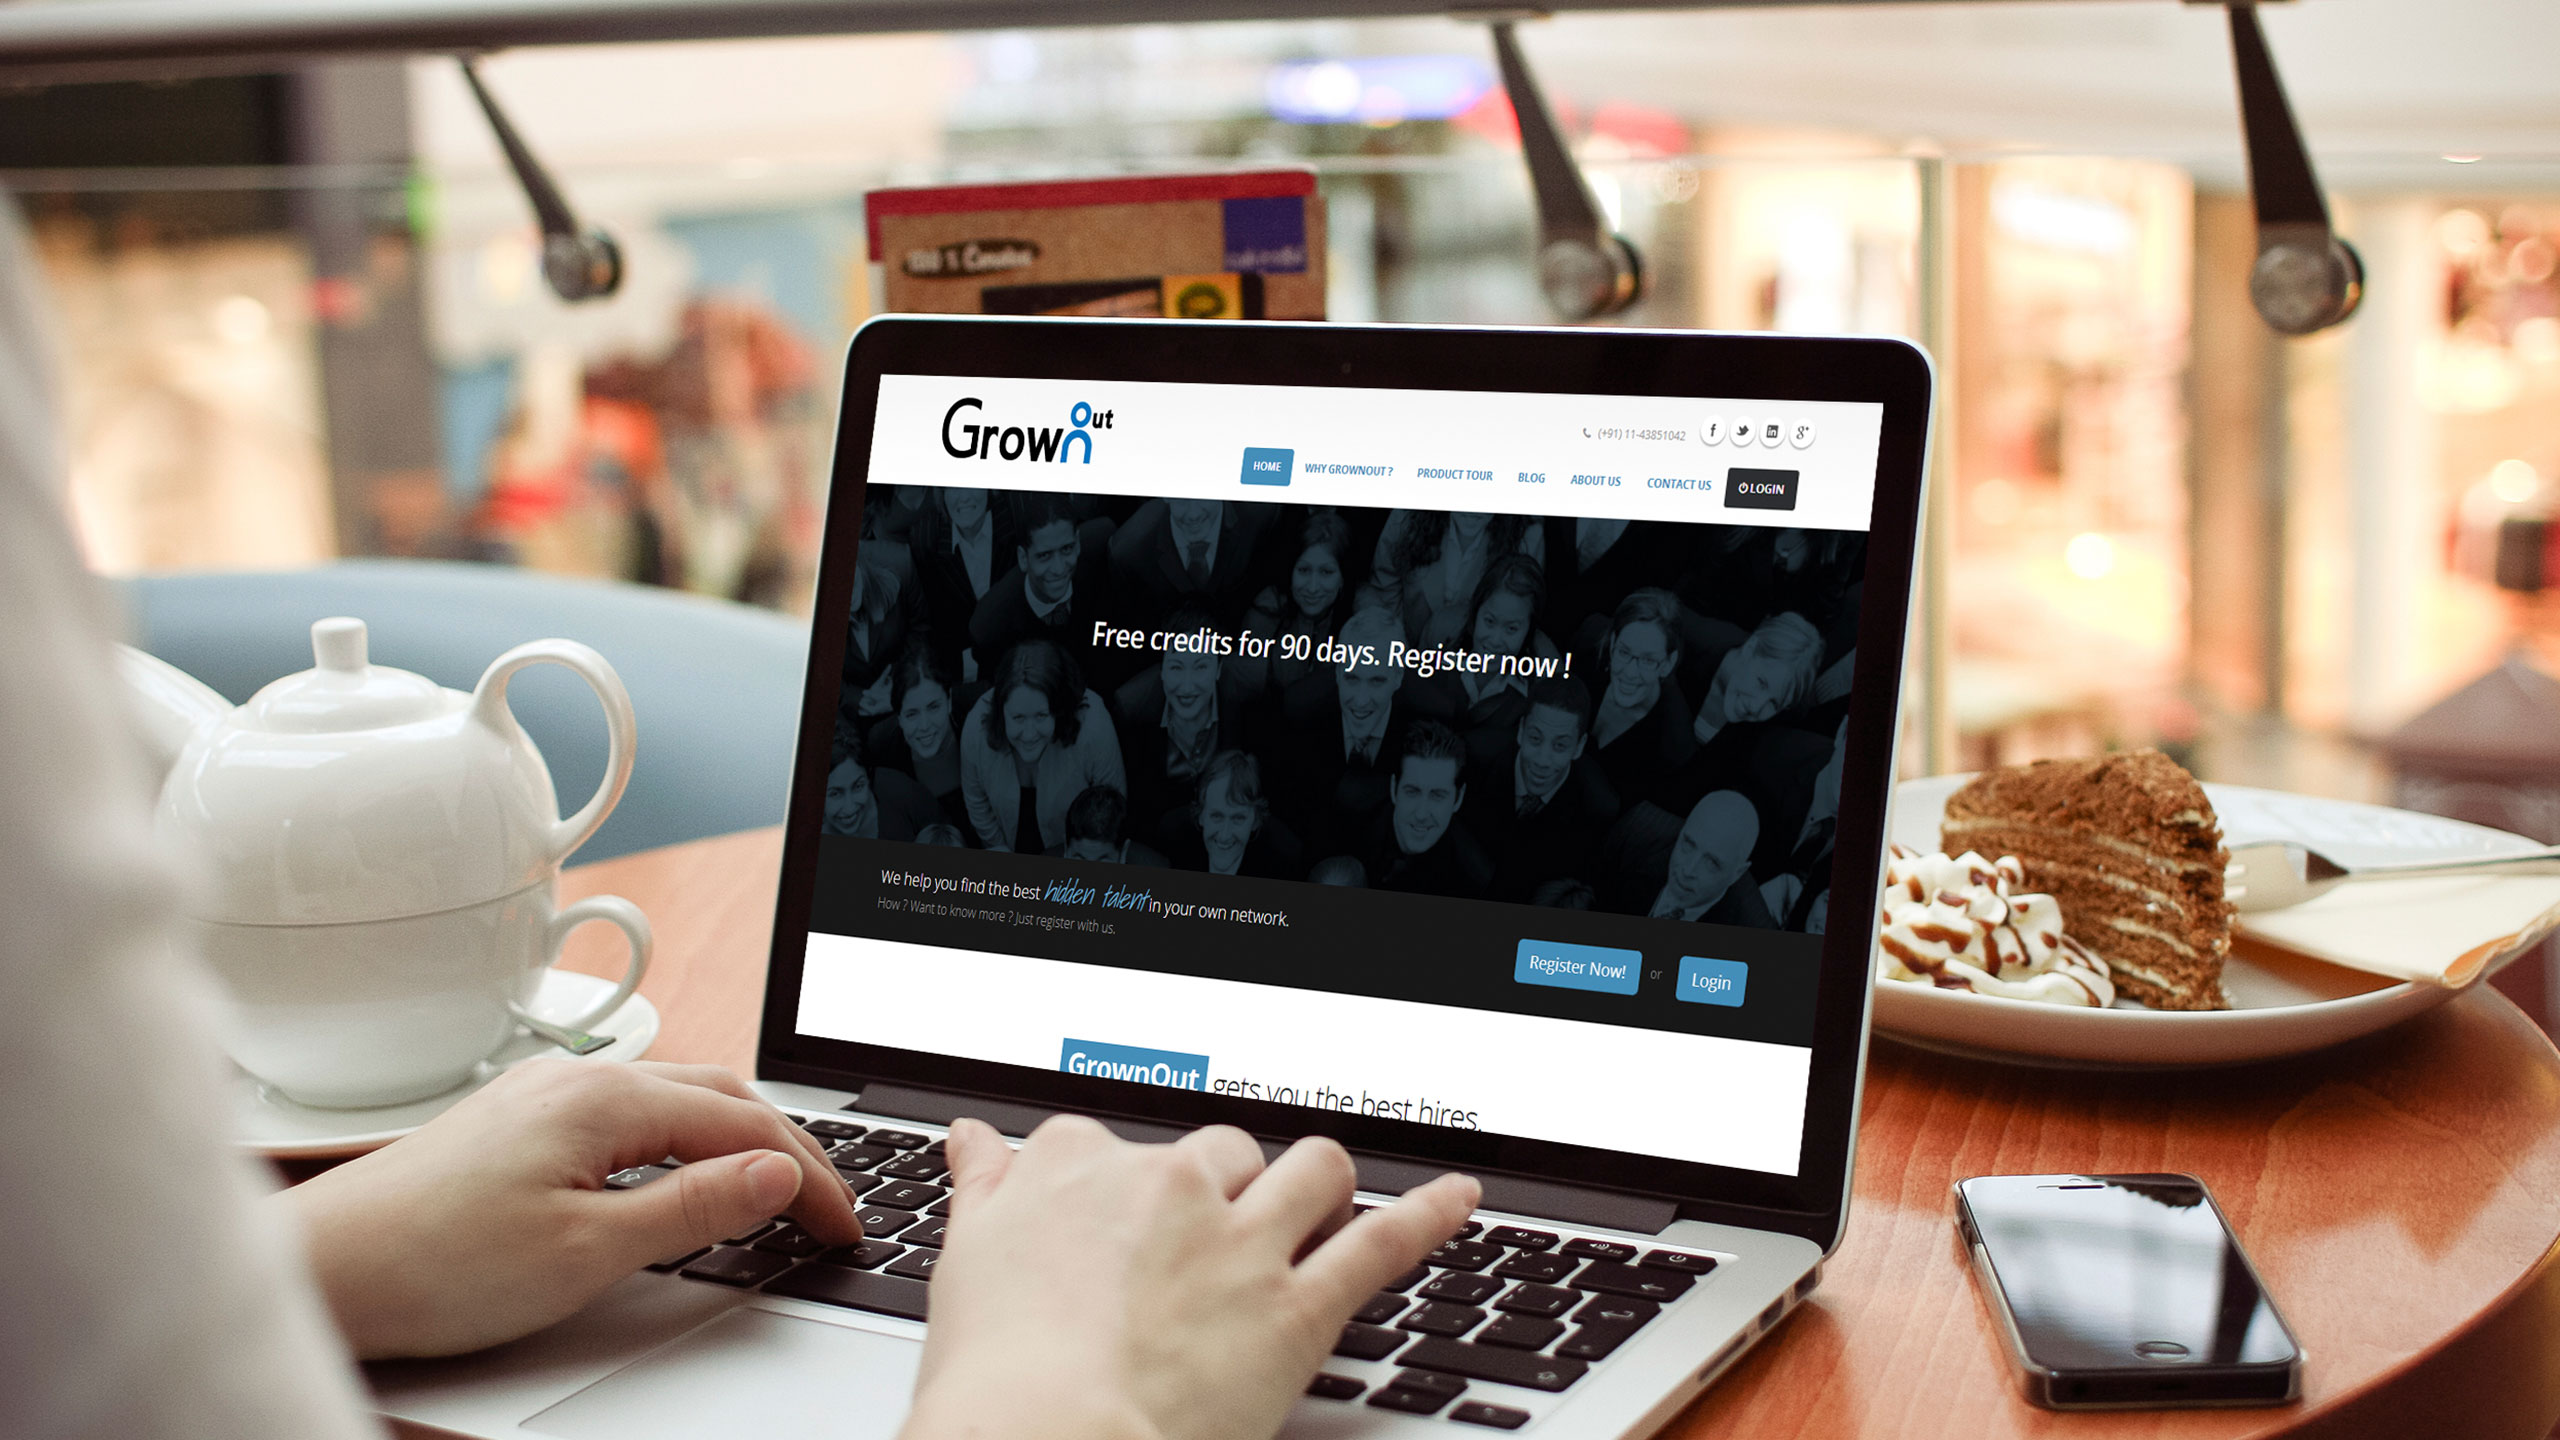 100 % Condue
GrownOut
(+91) 11-43851042
HOME WHY GROWNOUT ? PRODUCT TOUR BLOG ABOUT US CONTACT US LOGIN
Free credits for 90 days. Register now !
We help you find the best hidden talent in your own network.
How ? Want to know more ? Just register with us.
Register Now! or Login
GrownOut gets you the best hires.
E
D
X
C
V